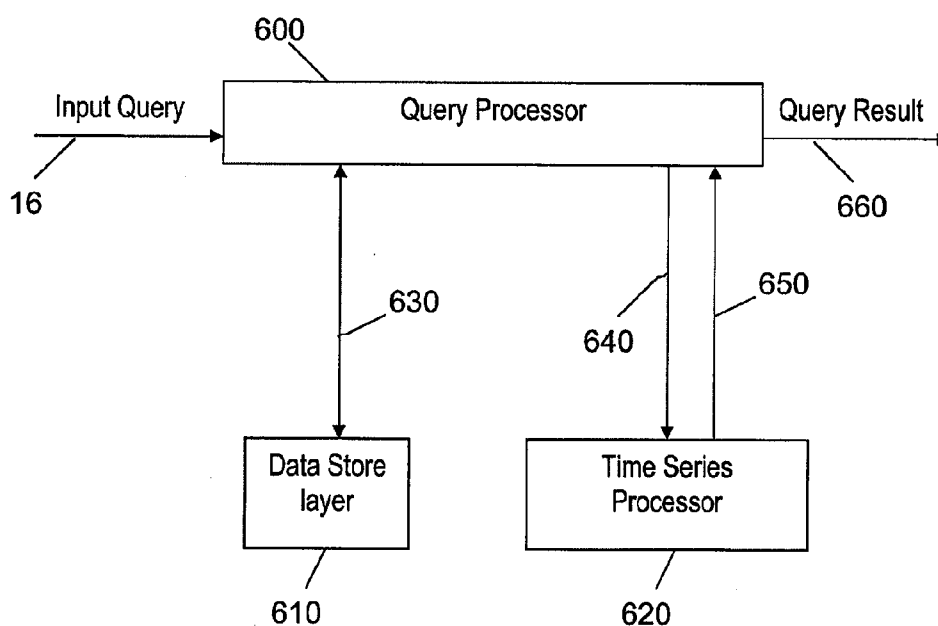 600
Input Query
Query Processor
Query Result
16
660
630
640
650
Data Store
layer
Time Series
Processor
610
620